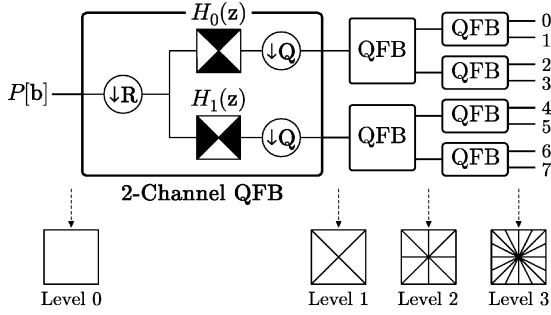 H₀(z)
P[b]
↓R
↓Q
QFB
QFB
0
1
QFB
2
3
H₁(z)
↓Q
QFB
QFB
4
5
QFB
6
7
2-Channel QFB
Level 0
Level 1
Level 2
Level 3